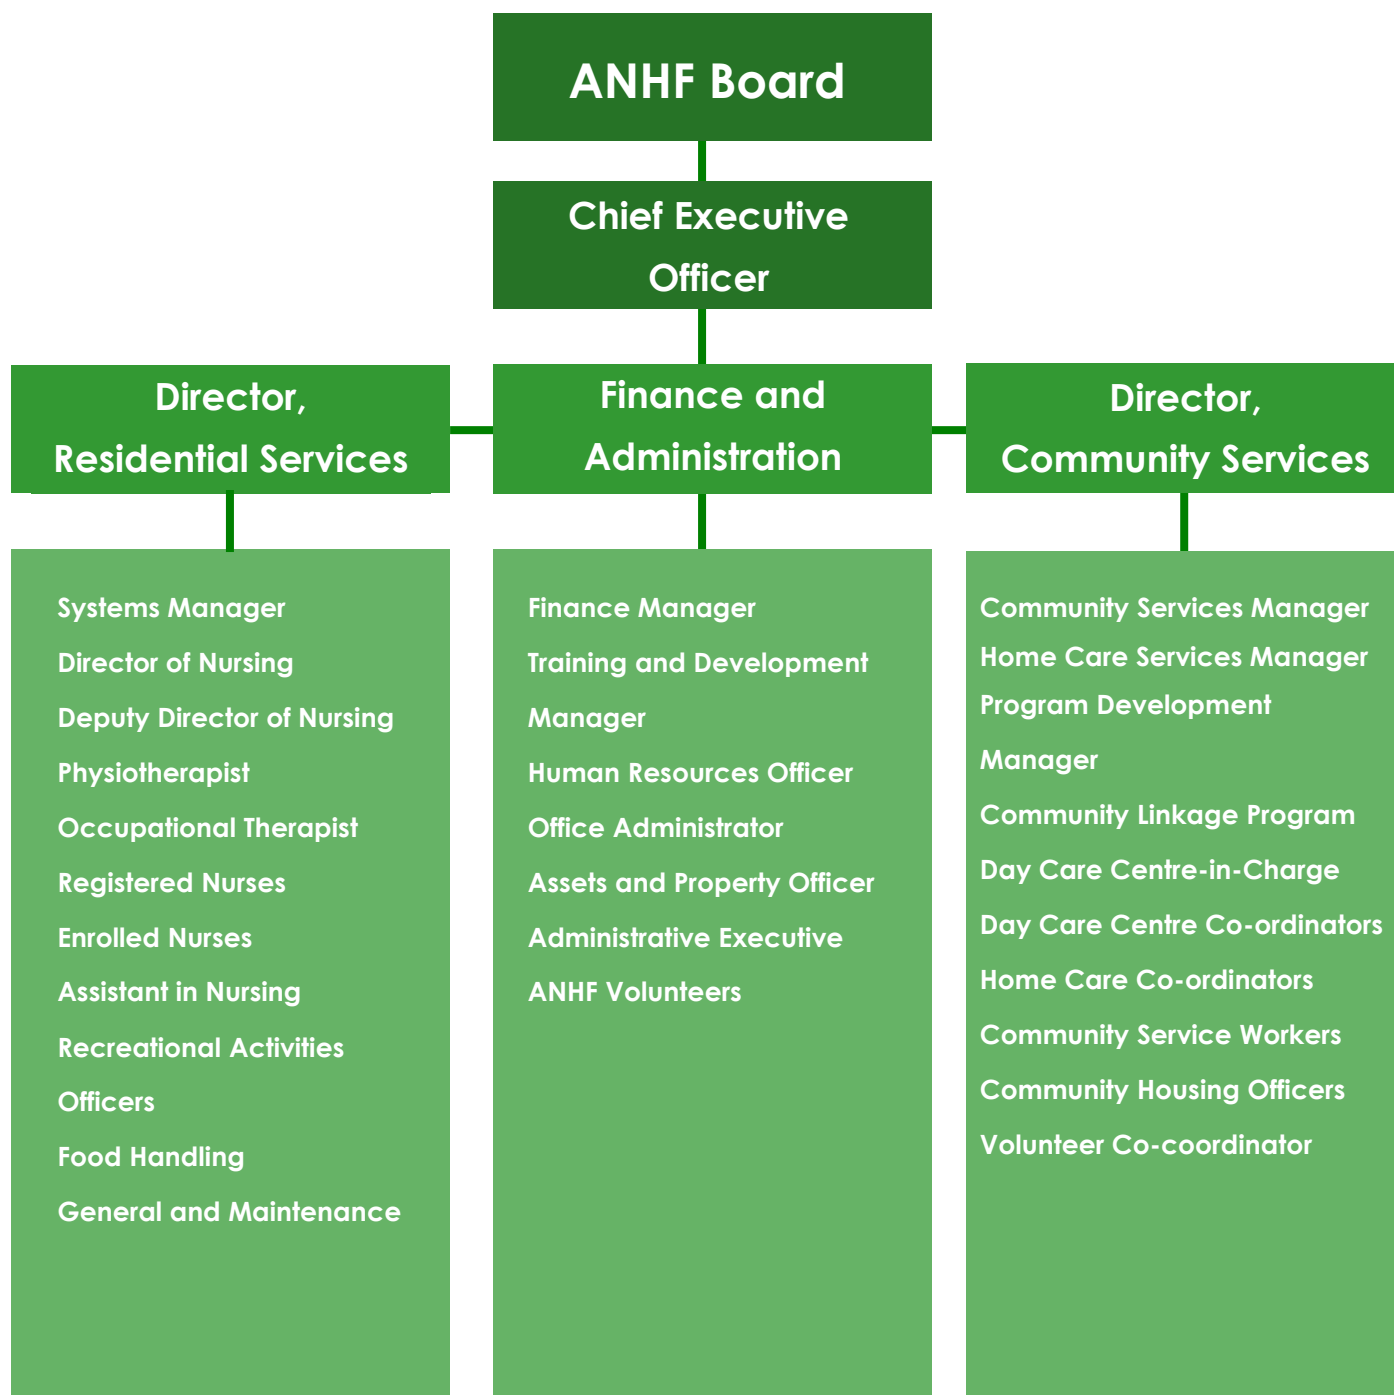 ANHF Board
Chief Executive
Officer
Director,
Residential Services
Finance and
Administration
Director,
Community Services
Systems Manager
Director of Nursing
Deputy Director of Nursing
Physiotherapist
Occupational Therapist
Registered Nurses
Enrolled Nurses
Assistant in Nursing
Recreational Activities
Officers
Food Handling
General and Maintenance
Finance Manager
Training and Development
Manager
Human Resources Officer
Office Administrator
Assets and Property Officer
Administrative Executive
ANHF Volunteers
Community Services Manager
Home Care Services Manager
Program Development
Manager
Community Linkage Program
Day Care Centre-in-Charge
Day Care Centre Co-ordinators
Home Care Co-ordinators
Community Service Workers
Community Housing Officers
Volunteer Co-coordinator